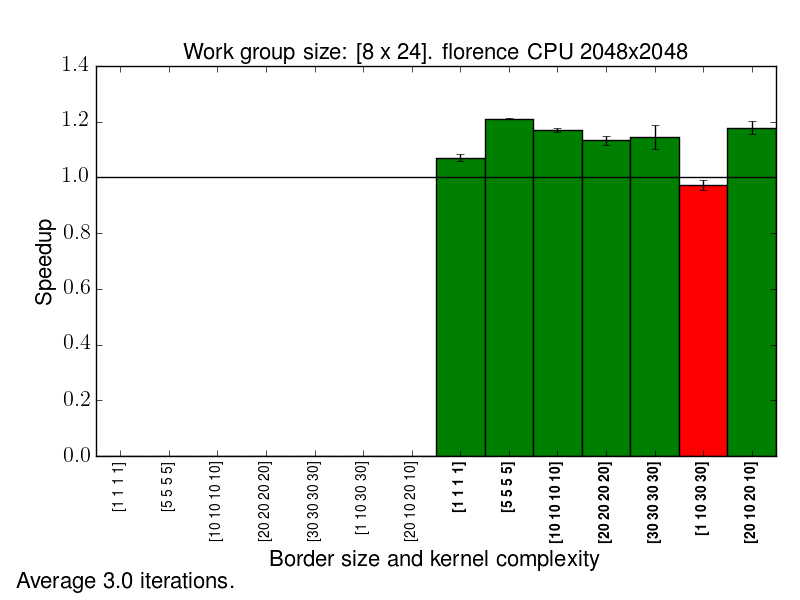 Work group size: [8 x 24]. florence CPU 2048x2048
1.4
1.2
1.0
0.8
0.6
0.4
0.2
0.0
Speedup
[1 1 1 1]
[5 5 5 5]
[10 10 10 10]
[20 20 20 20]
[30 30 30 30]
[1 10 30 30]
[20 10 20 10]
[1 1 1 1]
[5 5 5 5]
[10 10 10 10]
[20 20 20 20]
[30 30 30 30]
[1 10 30 30]
[20 10 20 10]
Border size and kernel complexity
Average 3.0 iterations.